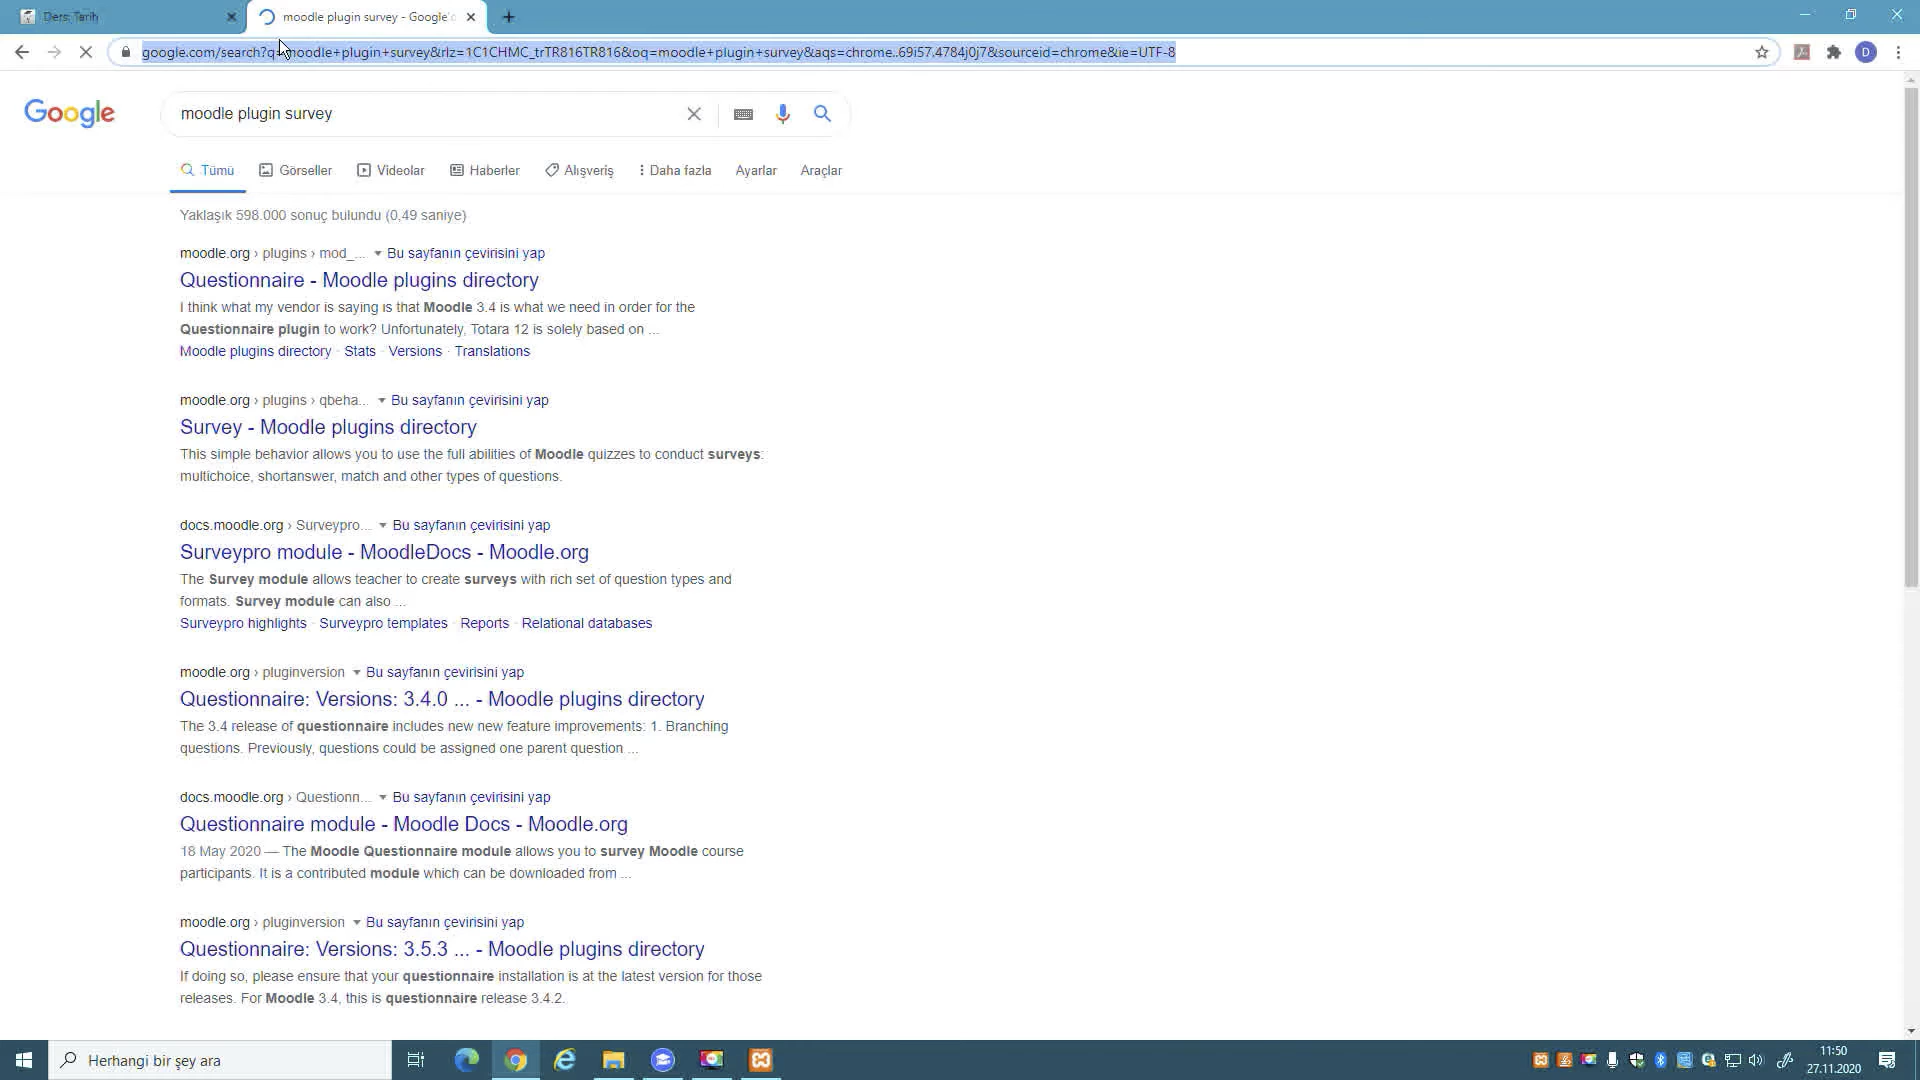 Ders: Tarih
moodle plugin survey - Google'd
google.com/search?q=moodle+plugin+survey&rlz=1C1CHMC_trTR816TR816&oq=moodle+plugin+survey&aqs=chrome..69i57.4784j0j7&sourceid=chrome&ie=UTF-8
D
Google
moodle plugin survey
Tümü Görseller Videolar Haberler Alışveriş Daha fazla Ayarlar Araçlar
Yaklaşık 598.000 sonuç bulundu (0,49 saniye)
moodle.org › plugins › mod_... Bu sayfanın çevirisini yap
Questionnaire - Moodle plugins directory
I think what my vendor is saying is that Moodle 3.4 is what we need in order for the
Questionnaire plugin to work? Unfortunately, Totara 12 is solely based on ...
Moodle plugins directory · Stats · Versions · Translations
moodle.org › plugins › qbeha... Bu sayfanın çevirisini yap
Survey - Moodle plugins directory
This simple behavior allows you to use the full abilities of Moodle quizzes to conduct surveys:
multichoice, shortanswer, match and other types of questions.
docs.moodle.org › Surveypro... Bu sayfanın çevirisini yap
Surveypro module - MoodleDocs - Moodle.org
The Survey module allows teacher to create surveys with rich set of question types and
formats. Survey module can also ...
Surveypro highlights · Surveypro templates · Reports · Relational databases
moodle.org › pluginversion Bu sayfanın çevirisini yap
Questionnaire: Versions: 3.4.0 ... - Moodle plugins directory
The 3.4 release of questionnaire includes new new feature improvements: 1. Branching
questions. Previously, questions could be assigned one parent question ...
docs.moodle.org › Questionn... Bu sayfanın çevirisini yap
Questionnaire module - Moodle Docs - Moodle.org
18 May 2020 — The Moodle Questionnaire module allows you to survey Moodle course
participants. It is a contributed module which can be downloaded from ...
moodle.org › pluginversion Bu sayfanın çevirisini yap
Questionnaire: Versions: 3.5.3 ... - Moodle plugins directory
If doing so, please ensure that your questionnaire installation is at the latest version for those
releases. For Moodle 3.4, this is questionnaire release 3.4.2.
Herhangi bir şey ara
11:50
27.11.2020